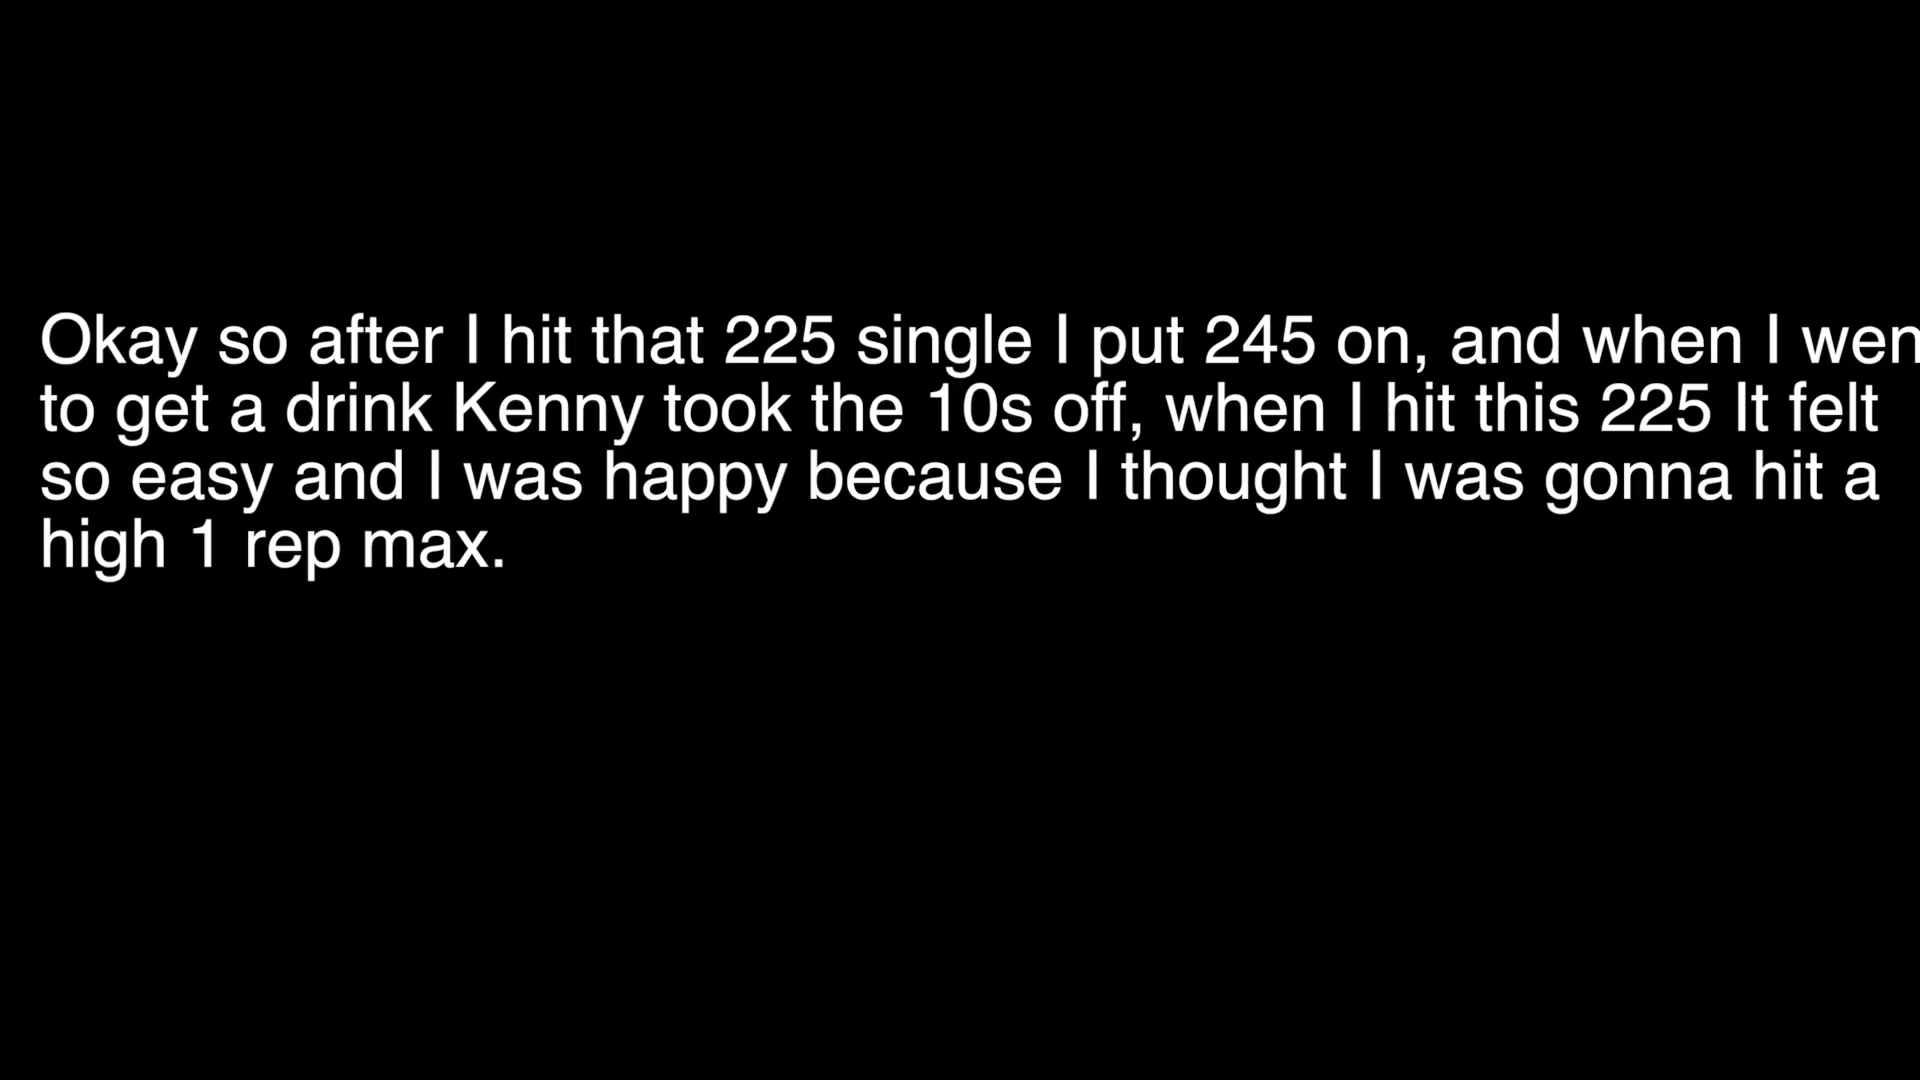 Okay so after I hit that 225 single I put 245 on, and when I wen
to get a drink Kenny took the 10s off, when I hit this 225 It felt
so easy and I was happy because I thought I was gonna hit a
high 1 rep max.